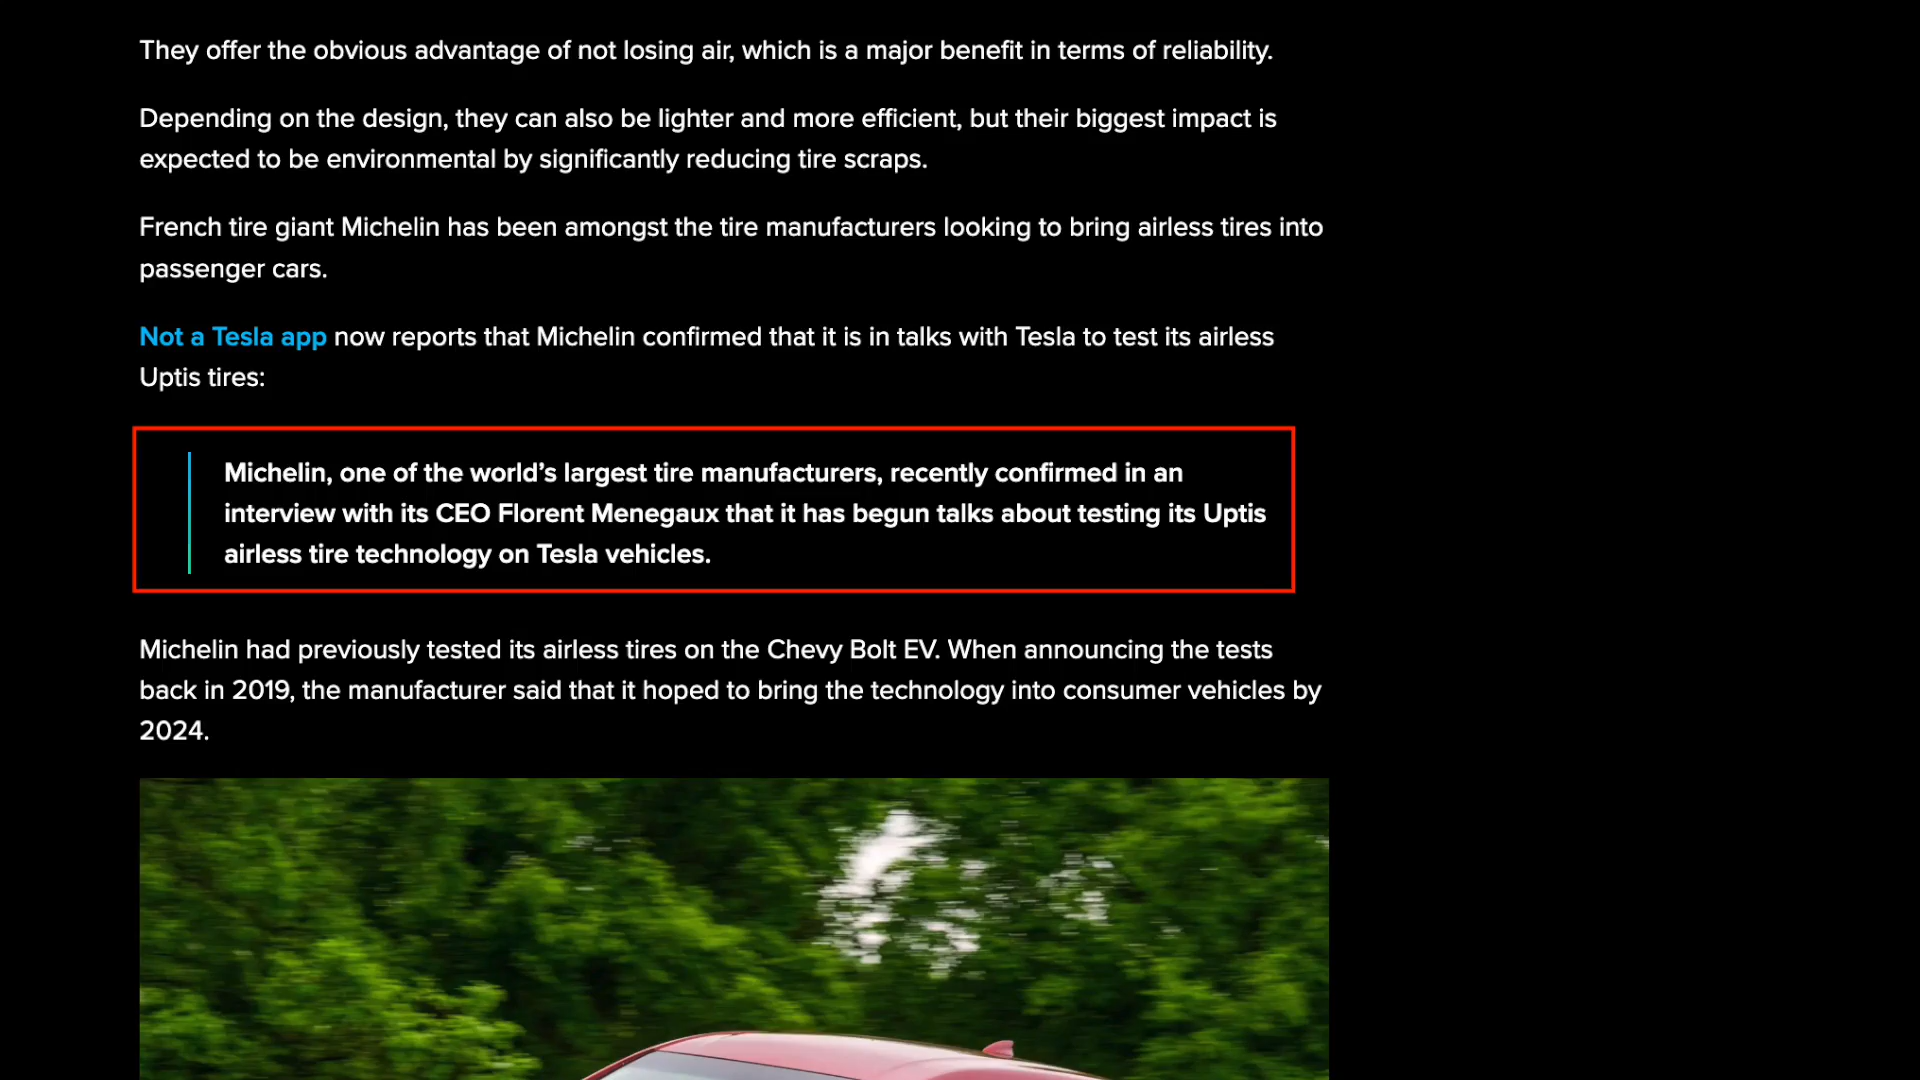 They offer the obvious advantage of not losing air, which is a major benefit in terms of reliability.
Depending on the design, they can also be lighter and more efficient, but their biggest impact is
expected to be environmental by significantly reducing tire scraps.
French tire giant Michelin has been amongst the tire manufacturers looking to bring airless tires into
passenger cars.
Not a Tesla app now reports that Michelin confirmed that it is in talks with Tesla to test its airless
Uptis tires:
Michelin, one of the world’s largest tire manufacturers, recently confirmed in an
interview with its CEO Florent Menegaux that it has begun talks about testing its Uptis
airless tire technology on Tesla vehicles.
Michelin had previously tested its airless tires on the Chevy Bolt EV. When announcing the tests
back in 2019, the manufacturer said that it hoped to bring the technology into consumer vehicles by
2024.